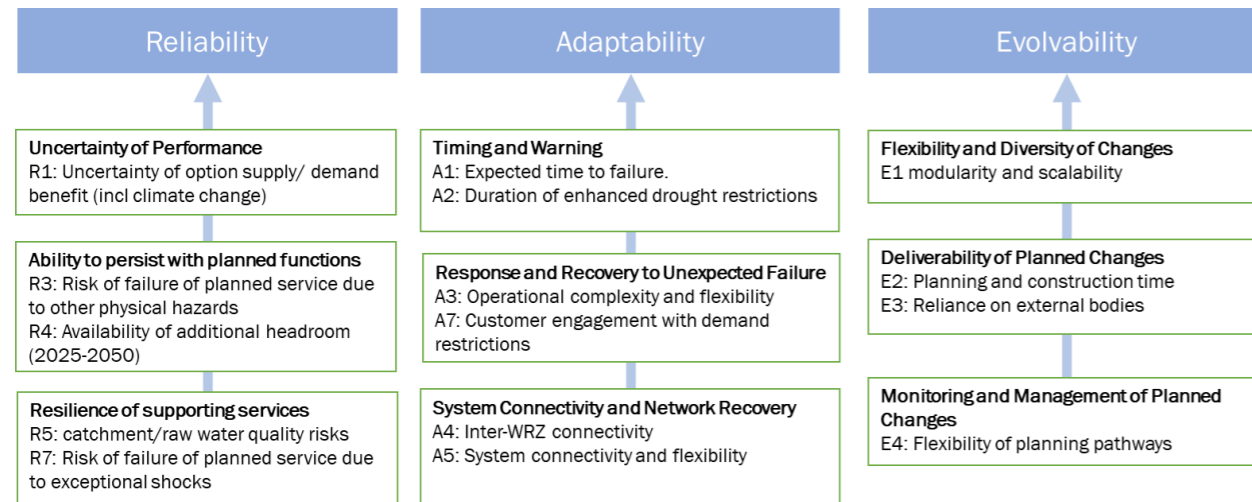 Reliability
Uncertainty of Performance
R1: Uncertainty of option supply/ demand
benefit (incl climate change)
Ability to persist with planned functions
R3: Risk of failure of planned service due
to other physical hazards
R4: Availability of additional headroom
(2025-2050)
Resilience of supporting services
R5: catchment/raw water quality risks
R7: Risk of failure of planned service due
to exceptional shocks
Adaptability
Timing and Warning
A1: Expected time to failure.
A2: Duration of enhanced drought restrictions
Response and Recovery to Unexpected Failure
A3: Operational complexity and flexibility
A7: Customer engagement with demand
restrictions
System Connectivity and Network Recovery
A4: Inter-WRZ connectivity
A5: System connectivity and flexibility
Evolvability
Flexibility and Diversity of Changes
E1 modularity and scalability
Deliverability of Planned Changes
E2: Planning and construction time
E3: Reliance on external bodies
Monitoring and Management of Planned
Changes
E4: Flexibility of planning pathways